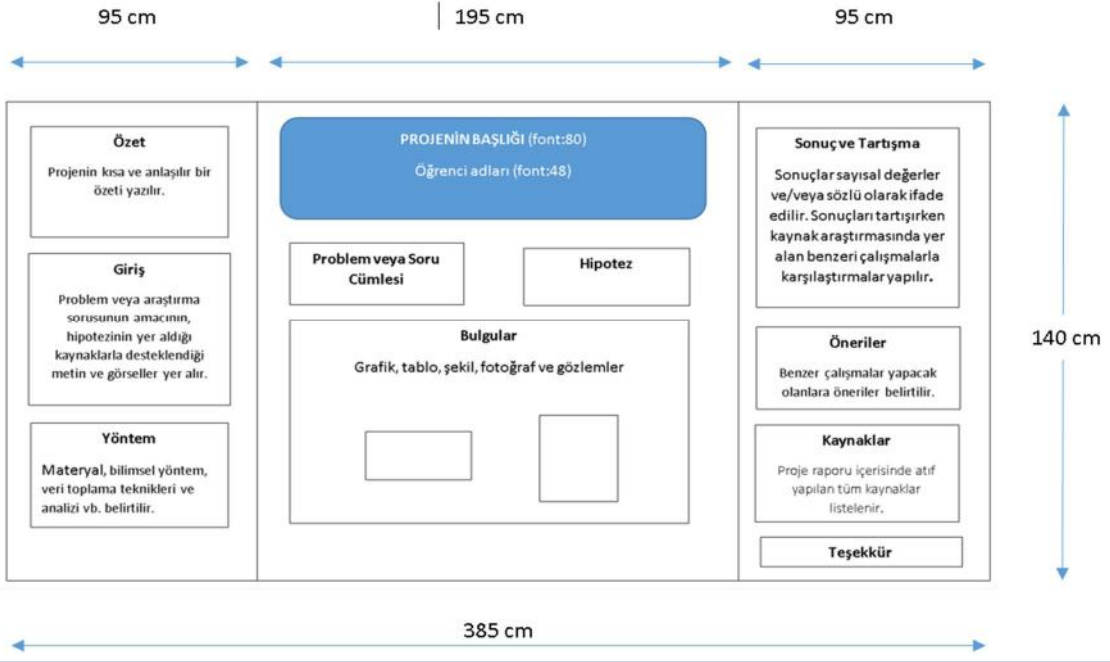 95 cm
195 cm
95 cm
Özet
Projenin kısa ve anlaşılır bir
özeti yazılır.
Giriş
Problem veya araştırma
sorusunun amacının,
hipotezinin yer aldığı
kaynaklarla desteklendiği
metin ve görseller yer alır.
Yöntem
Materyal, bilimsel yöntem,
veri toplama teknikleri ve
analizi vb. belirtilir.
PROJENİN BAŞLIĞI (font:80)
Öğrenci adları (font:48)
Problem veya Soru
Cümlesi
Hipotez
Bulgular
Grafik, tablo, şekil, fotoğraf ve gözlemler
Sonuç ve Tartışma
Sonuçlar sayısal değerler
ve/veya sözlü olarak ifade
edilir. Sonuçları tartışırken
kaynak araştırmasında yer
alan benzeri çalışmalarla
karşılaştırmalar yapılır.
Öneriler
Benzer çalışmalar yapacak
olanlara öneriler belirtilir.
Kaynaklar
Proje raporu içerisinde atıf
yapılan tüm kaynaklar
listelenir.
Teşekkür
140 cm
385 cm